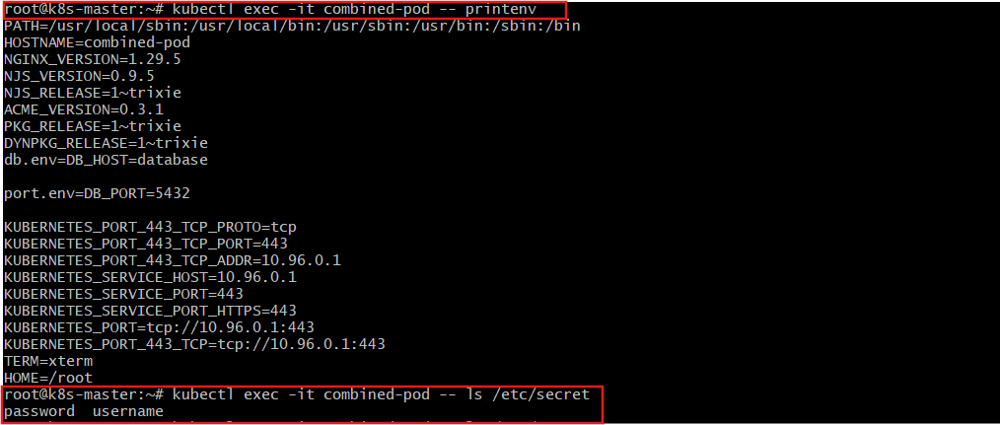 root@k8s-master:~# kubectl exec -it combined-pod -- printenv
PATH=/usr/local/sbin:/usr/local/bin:/usr/sbin:/usr/bin:/sbin:/bin
HOSTNAME=combined-pod
NGINX_VERSION=1.29.5
NJS_VERSION=0.9.5
NJS_RELEASE=1~trixie
ACME_VERSION=0.3.1
PKG_RELEASE=1~trixie
DYNPKG_RELEASE=1~trixie
db.env=DB_HOST=database
port.env=DB_PORT=5432
KUBERNETES_PORT_443_TCP_PROTO=tcp
KUBERNETES_PORT_443_TCP_PORT=443
KUBERNETES_PORT_443_TCP_ADDR=10.96.0.1
KUBERNETES_SERVICE_HOST=10.96.0.1
KUBERNETES_SERVICE_PORT=443
KUBERNETES_SERVICE_PORT_HTTPS=443
KUBERNETES_PORT=tcp://10.96.0.1:443
KUBERNETES_PORT_443_TCP=tcp://10.96.0.1:443
TERM=xterm
HOME=/root
root@k8s-master:~# kubectl exec -it combined-pod -- ls /etc/secret
password  username